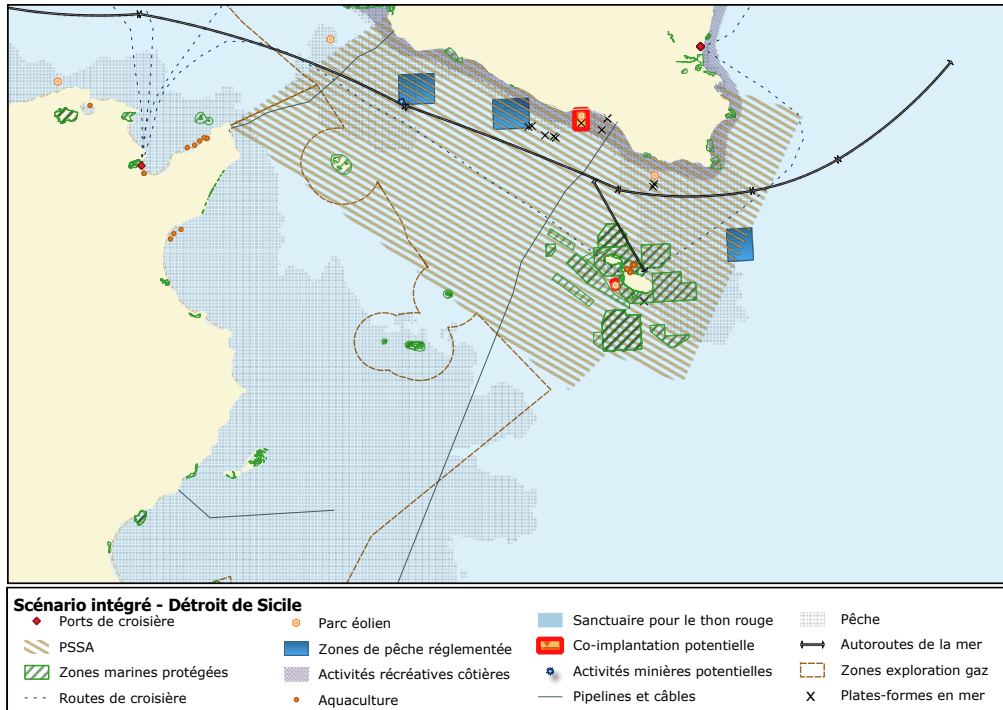 Scénario intégré - Détroit de Sicile
Ports de croisière
PSSA
Zones marines protégées
Routes de croisière
Parc éolien
Zones de pêche réglementée
Activités récréatives côtières
Aquaculture
Sanctuaire pour le thon rouge
Co-implantation potentielle
Activités minières potentielles
Pipelines et câbles
Pêche
Autoroutes de la mer
Zones exploration gaz
Plates-formes en mer